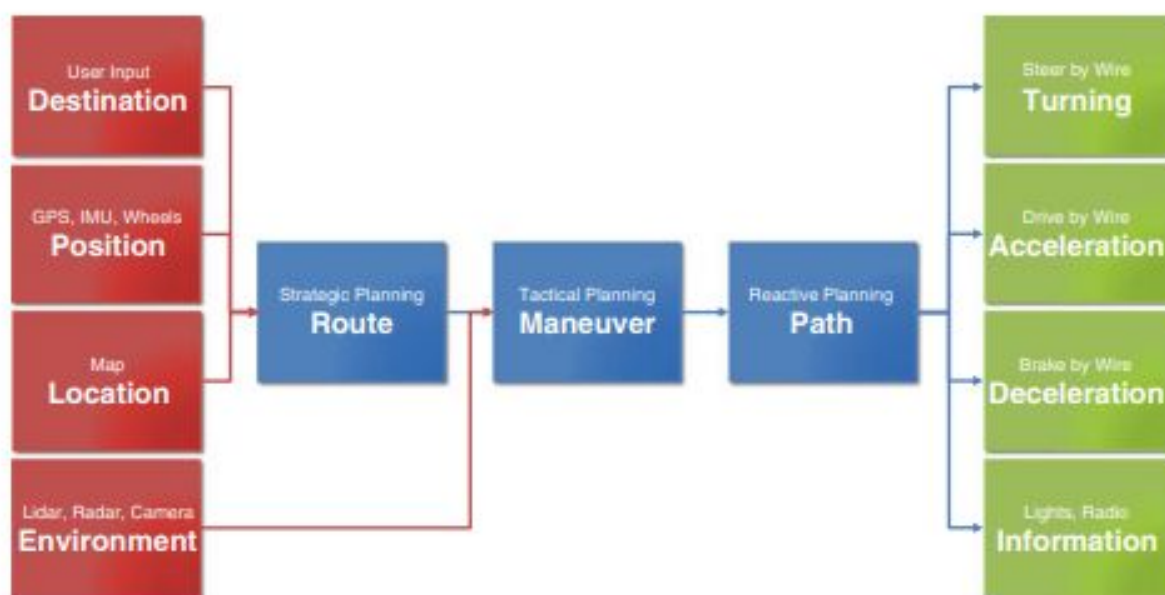 User Input
Destination
GPS, IMU, Wheels
Position
Map
Location
Lidar, Radar, Camera
Environment
Strategic Planning
Route
Tactical Planning
Maneuver
Reactive Planning
Path
Steer by Wire
Turning
Drive by Wire
Acceleration
Brake by Wire
Deceleration
Lights, Radio
Information